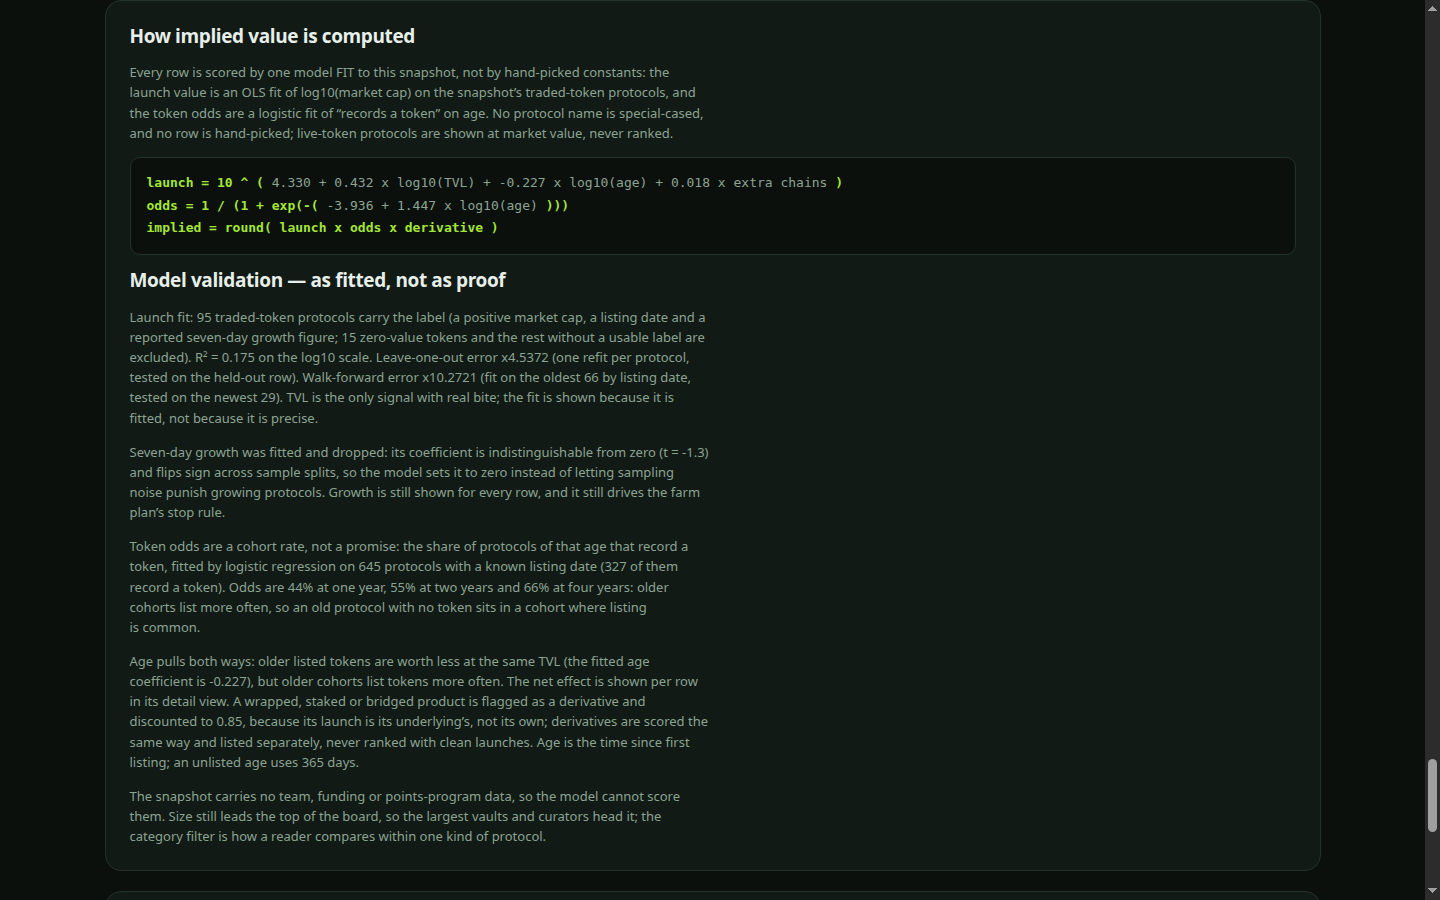 How implied value is computed
Every row is scored by one model FIT to this snapshot, not by hand-picked constants: the
launch value is an OLS fit of log10(market cap) on the snapshot’s traded-token protocols, and
the token odds are a logistic fit of “records a token” on age. No protocol name is special-cased,
and no row is hand-picked; live-token protocols are shown at market value, never ranked.
launch = 10 ^ ( 4.330 + 0.432 x log10(TVL) + -0.227 x log10(age) + 0.018 x extra chains )
odds = 1 / (1 + exp(-( -3.936 + 1.447 x log10(age) )))
implied = round( launch x odds x derivative )
Model validation — as fitted, not as proof
Launch fit: 95 traded-token protocols carry the label (a positive market cap, a listing date and a
reported seven-day growth figure; 15 zero-value tokens and the rest without a usable label are
excluded). R² = 0.175 on the log10 scale. Leave-one-out error x4.5372 (one refit per protocol,
tested on the held-out row). Walk-forward error x10.2721 (fit on the oldest 66 by listing date,
tested on the newest 29). TVL is the only signal with real bite; the fit is shown because it is
fitted, not because it is precise.
Seven-day growth was fitted and dropped: its coefficient is indistinguishable from zero (t = -1.3)
and flips sign across sample splits, so the model sets it to zero instead of letting sampling
noise punish growing protocols. Growth is still shown for every row, and it still drives the farm
plan’s stop rule.
Token odds are a cohort rate, not a promise: the share of protocols of that age that record a
token, fitted by logistic regression on 645 protocols with a known listing date (327 of them
record a token). Odds are 44% at one year, 55% at two years and 66% at four years: older
cohorts list more often, so an old protocol with no token sits in a cohort where listing
is common.
Age pulls both ways: older listed tokens are worth less at the same TVL (the fitted age
coefficient is -0.227), but older cohorts list tokens more often. The net effect is shown per row
in its detail view. A wrapped, staked or bridged product is flagged as a derivative and
discounted to 0.85, because its launch is its underlying’s, not its own; derivatives are scored the
same way and listed separately, never ranked with clean launches. Age is the time since first
listing; an unlisted age uses 365 days.
The snapshot carries no team, funding or points-program data, so the model cannot score
them. Size still leads the top of the board, so the largest vaults and curators head it; the
category filter is how a reader compares within one kind of protocol.